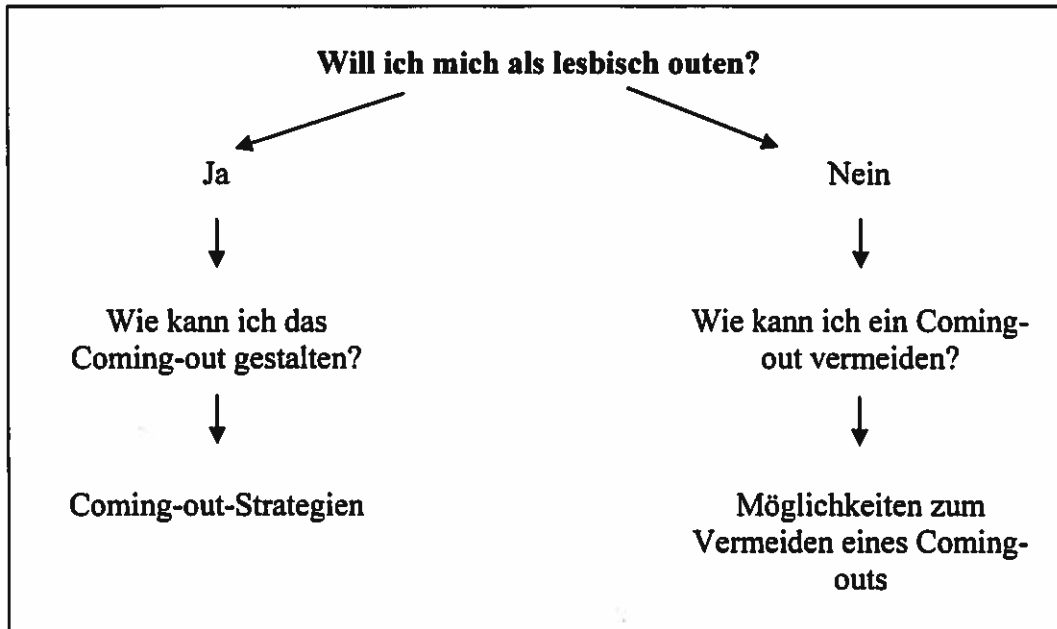 Will ich mich als lesbisch outen?
Ja
Nein
Wie kann ich das
Coming-out gestalten?
Wie kann ich ein Coming-
out vermeiden?
Coming-out-Strategien
Möglichkeiten zum
Vermeiden eines Coming-
outs